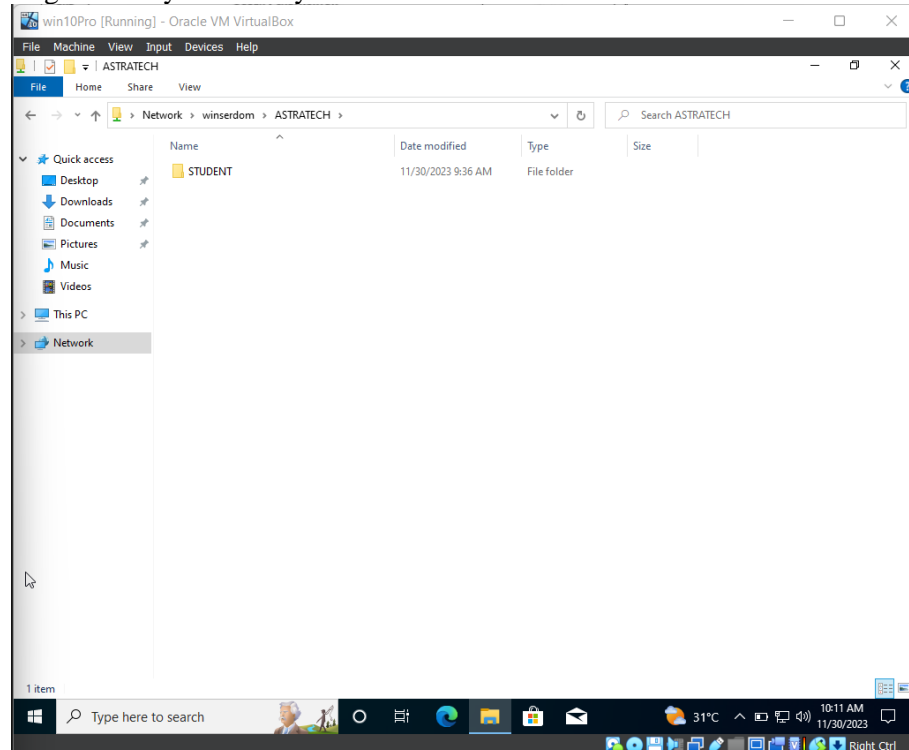 win10Pro [Running] - Oracle VM VirtualBox
File Machine View Input Devices Help
ASTRATECH
File Home Share View
Network > winserdom > ASTRATECH >
Search ASTRATECH
Name Date modified Type Size
Quick access
STUDENT 11/30/2023 9:36 AM File folder
Desktop
Downloads
Documents
Pictures
Music
Videos
This PC
Network
1 item
Type here to search
31°C
10:11 AM
11/30/2023
Right Ctrl